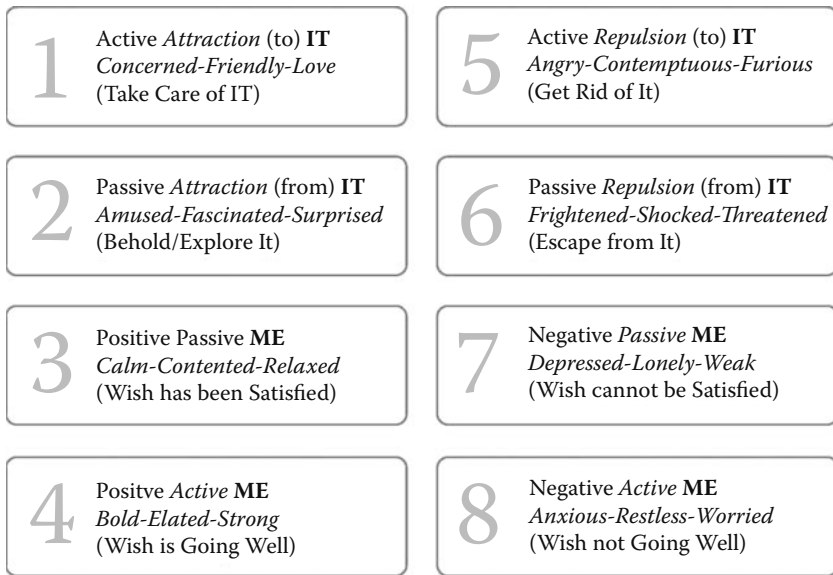 1
Active Attraction (to) IT
Concerned-Friendly-Love
(Take Care of IT)
2
Passive Attraction (from) IT
Amused-Fascinated-Surprised
(Behold/Explore It)
3
Positive Passive ME
Calm-Contented-Relaxed
(Wish has been Satisfied)
4
Positve Active ME
Bold-Elated-Strong
(Wish is Going Well)
5
Active Repulsion (to) IT
Angry-Contemptuous-Furious
(Get Rid of It)
6
Passive Repulsion (from) IT
Frightened-Shocked-Threatened
(Escape from It)
7
Negative Passive ME
Depressed-Lonely-Weak
(Wish cannot be Satisfied)
8
Negative Active ME
Anxious-Restless-Worried
(Wish not Going Well)